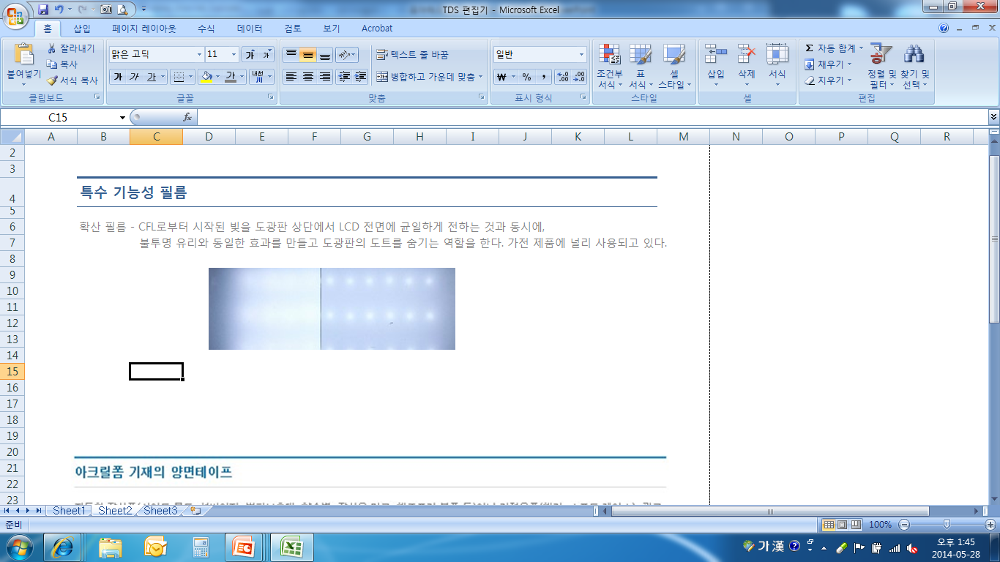 TDS 편집기 - Microsoft Excel
홈 삽입 페이지 레이아웃 수식 데이터 검토 보기 Acrobat
붙여넣기 잘라내기 복사 서식 복사 클립보드
맑은 고딕 11 가 가 가 가 가 가 내천 글꼴
텍스트 줄 바꿈 병합하고 가운데 맞춤 맞춤
일반 ₩ % , 표시 형식
조건부 서식 표 서식 셀 스타일 스타일
삽입 삭제 서식 셀
Σ 자동 합계 채우기 지우기 정렬 및 필터 찾기 및 선택 편집
C15 fx
A B C D E F G H I J K L M N O P Q R
2
3
4 특수 기능성 필름
5
6 확산 필름 - CFL로부터 시작된 빛을 도광판 상단에서 LCD 전면에 균일하게 전하는 것과 동시에,
7 불투명 유리와 동일한 효과를 만들고 도광판의 도트를 숨기는 역할을 한다. 가전 제품에 널리 사용되고 있다.
8
9
10
11
12
13
14
15
16
17
18
19
20
21 아크릴폼 기재의 양면테이프
22
23
Sheet1 Sheet2 Sheet3
준비 100%
가 漢 오후 1:45
2014-05-28